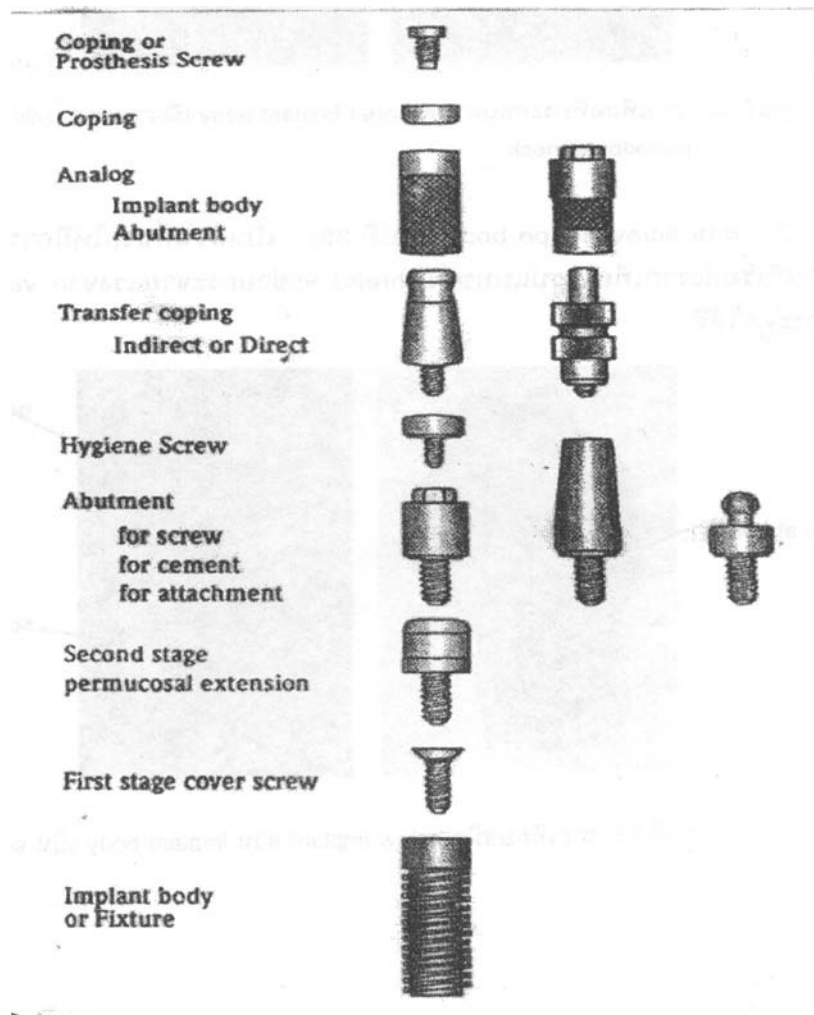 Coping or
Prosthesis Screw
Coping
Analog
Implant body
Abutment
Transfer coping
Indirect or Direct
Hygiene Screw
Abutment
for screw
for cement
for attachment
Second stage
permucosal extension
First stage cover screw
Implant body
or Fixture